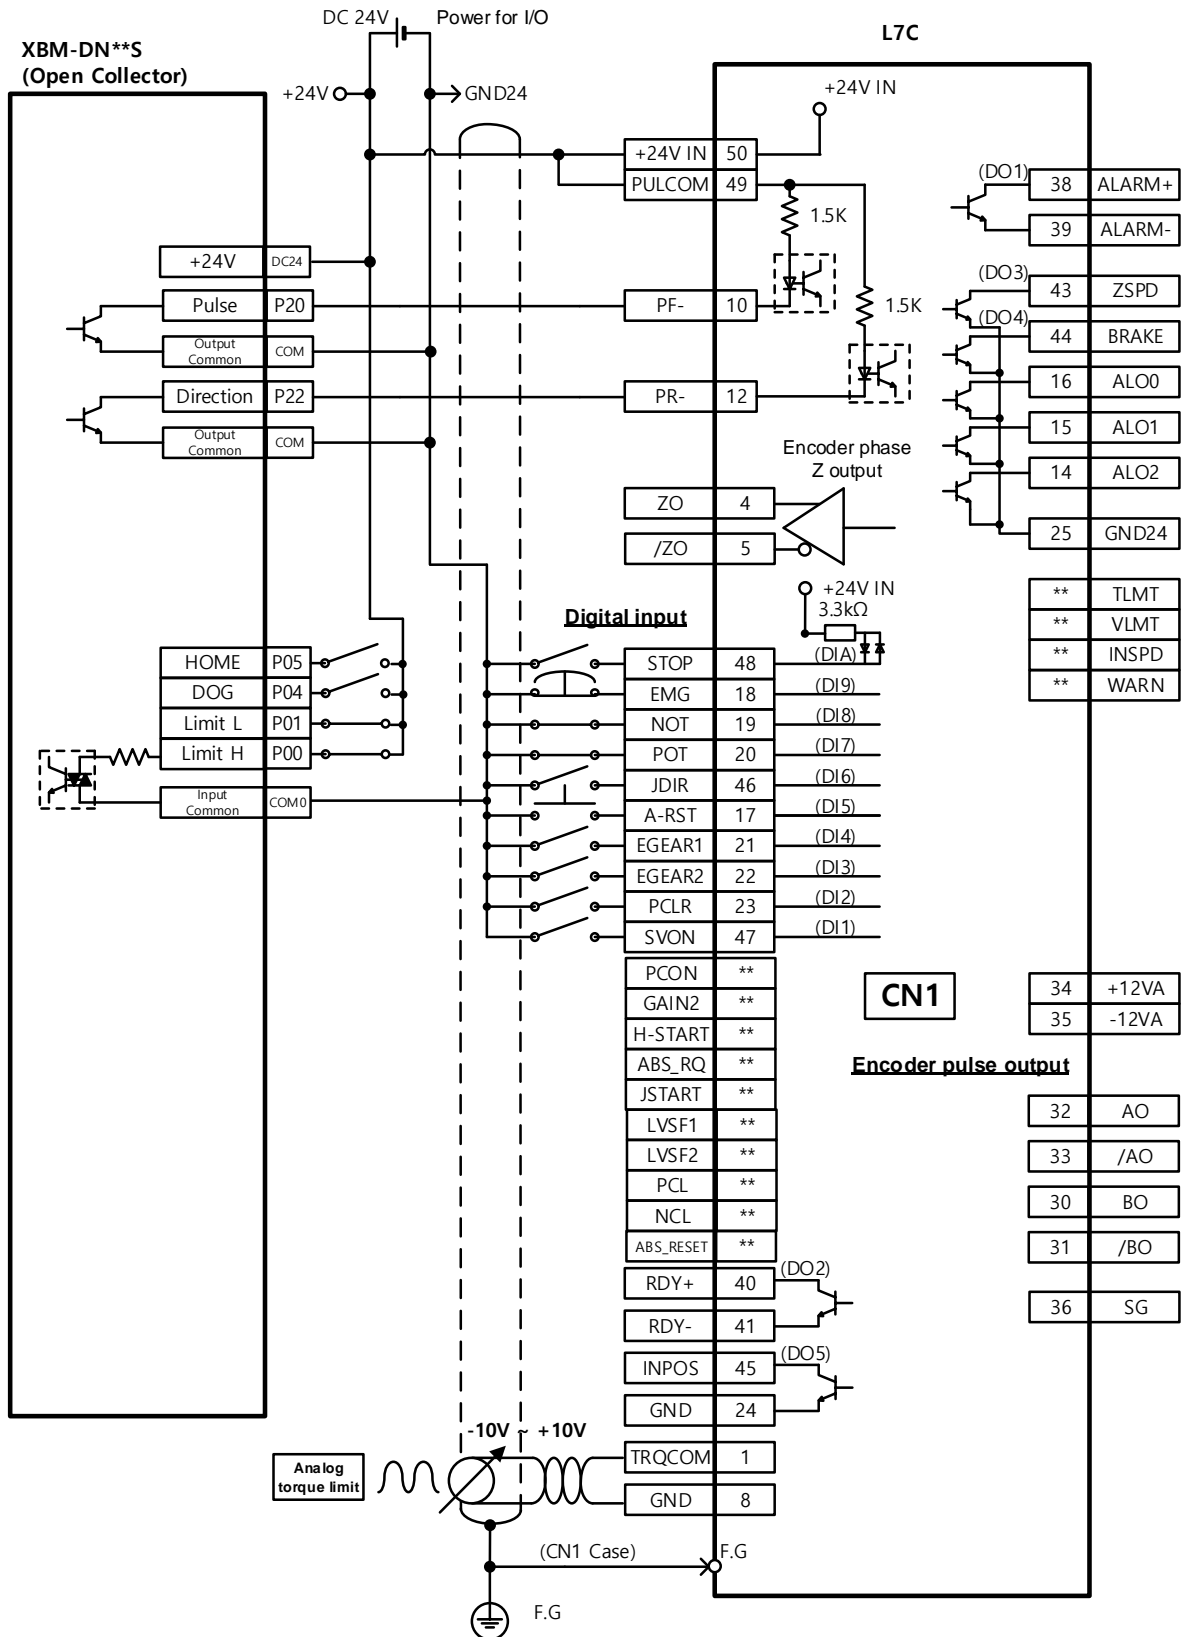 DC 24V
Power for I/O
L7C
XBM-DN**S
(Open Collector)
+24V
GND24
+24V IN
+24V IN 50
PULCOM 49
1.5K
(DO1)
38 ALARM+
39 ALARM-
+24V DC24
Pulse P20
Output
Common
COM
Direction P22
Output
Common
COM
PF- 10
1.5K
PR- 12
(DO3)
43 ZSPD
(DO4)
44 BRAKE
16 ALO0
15 ALO1
14 ALO2
25 GND24
Encoder phase
Z output
ZO 4
/ZO 5
+24V IN
3.3kΩ
** TLMT
** VLMT
** INSPD
** WARN
Digital input
HOME P05
DOG P04
Limit L P01
Limit H P00
Input
Common
COM0
STOP 48 (DIA)
EMG 18 (DI9)
NOT 19 (DI8)
POT 20 (DI7)
JDIR 46 (DI6)
A-RST 17 (DI5)
EGEAR1 21 (DI4)
EGEAR2 22 (DI3)
PCLR 23 (DI2)
SVON 47 (DI1)
PCON **
GAIN2 **
H-START **
ABS_RQ **
JSTART **
LVSF1 **
LVSF2 **
PCL **
NCL **
ABS_RESET **
CN1
34 +12VA
35 -12VA
Encoder pulse output
32 AO
33 /AO
30 BO
31 /BO
36 SG
RDY+ 40 (DO2)
RDY- 41
INPOS 45 (DO5)
GND 24
-10V ~ +10V
Analog
torque limit
TRQCOM 1
GND 8
(CN1 Case)
F.G
F.G